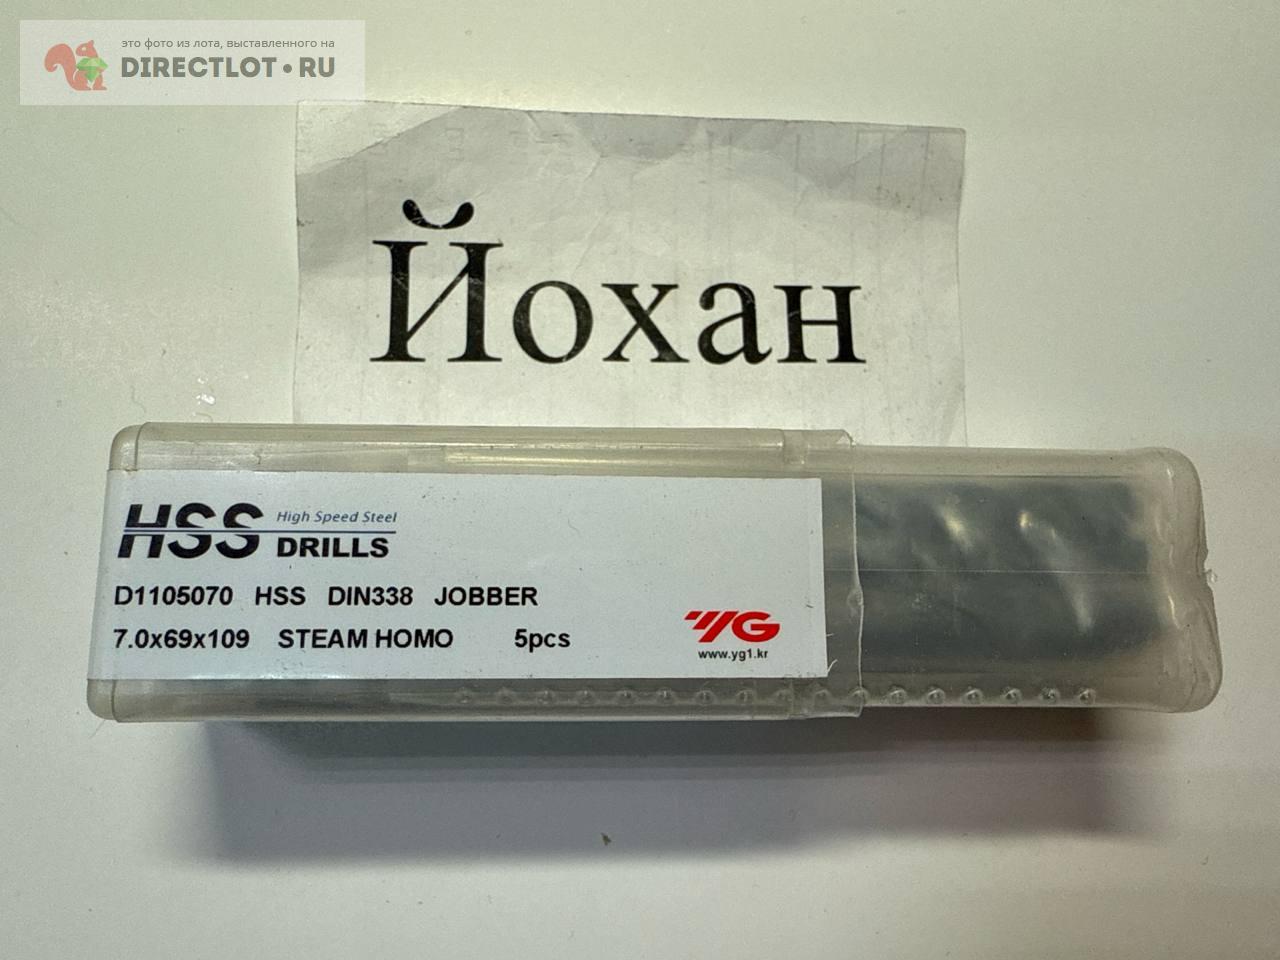 это фото из лота, выставленного на
DIRECTLOT.RU
Йохан
HSS High Speed Steel
DRILLS
D1105070 HSS DIN338 JOBBER
7.0x69x109 STEAM HOMO 5pcs
YG
www.yg1.kr